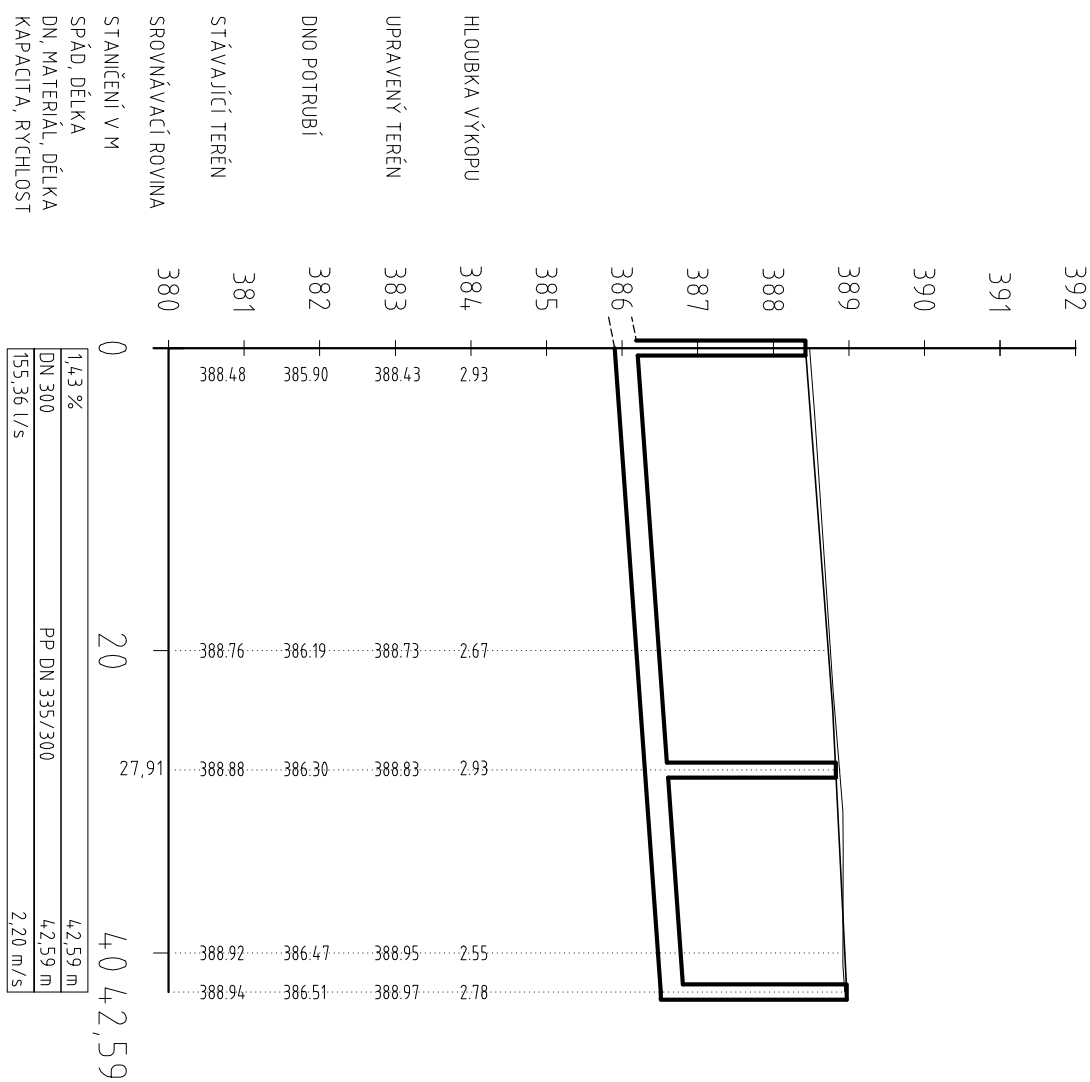 392
391
390
389
388
387
386
385
384
383
382
381
380
HLOUBKA VÝKOPU 2.93 2.67 2.93 2.55 2.78
UPRAVENÝ TERÉN 388.43 388.73 388.83 388.95 388.97
DNO POTRUBÍ 385.90 386.19 386.30 386.47 386.51
STÁVAJÍCÍ TERÉN 388.48 388.76 388.88 388.92 388.94
SROVNÁVACÍ ROVINA 27,91
STANIČENÍ V M 0 20 40 42,59
SPÁD, DÉLKA 1,43 % 42,59 m
DN, MATERIÁL, DÉLKA DN 300 PP DN 335/300 42,59 m
KAPACITA, RYCHLOST 155,36 l/s 2,20 m/s